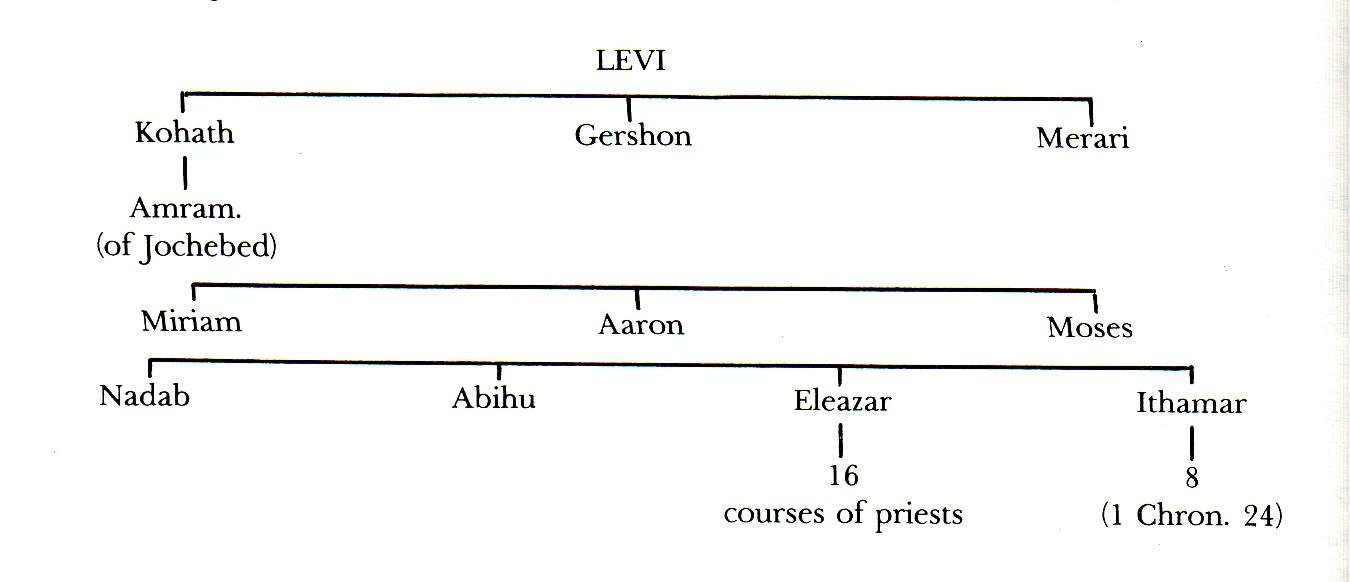 LEVI
Kohath Gershon Merari
Amram.
(of Jochebed)
Miriam Aaron Moses
Nadab Abihu Eleazar Ithamar
16 8
courses of priests (1 Chron. 24)